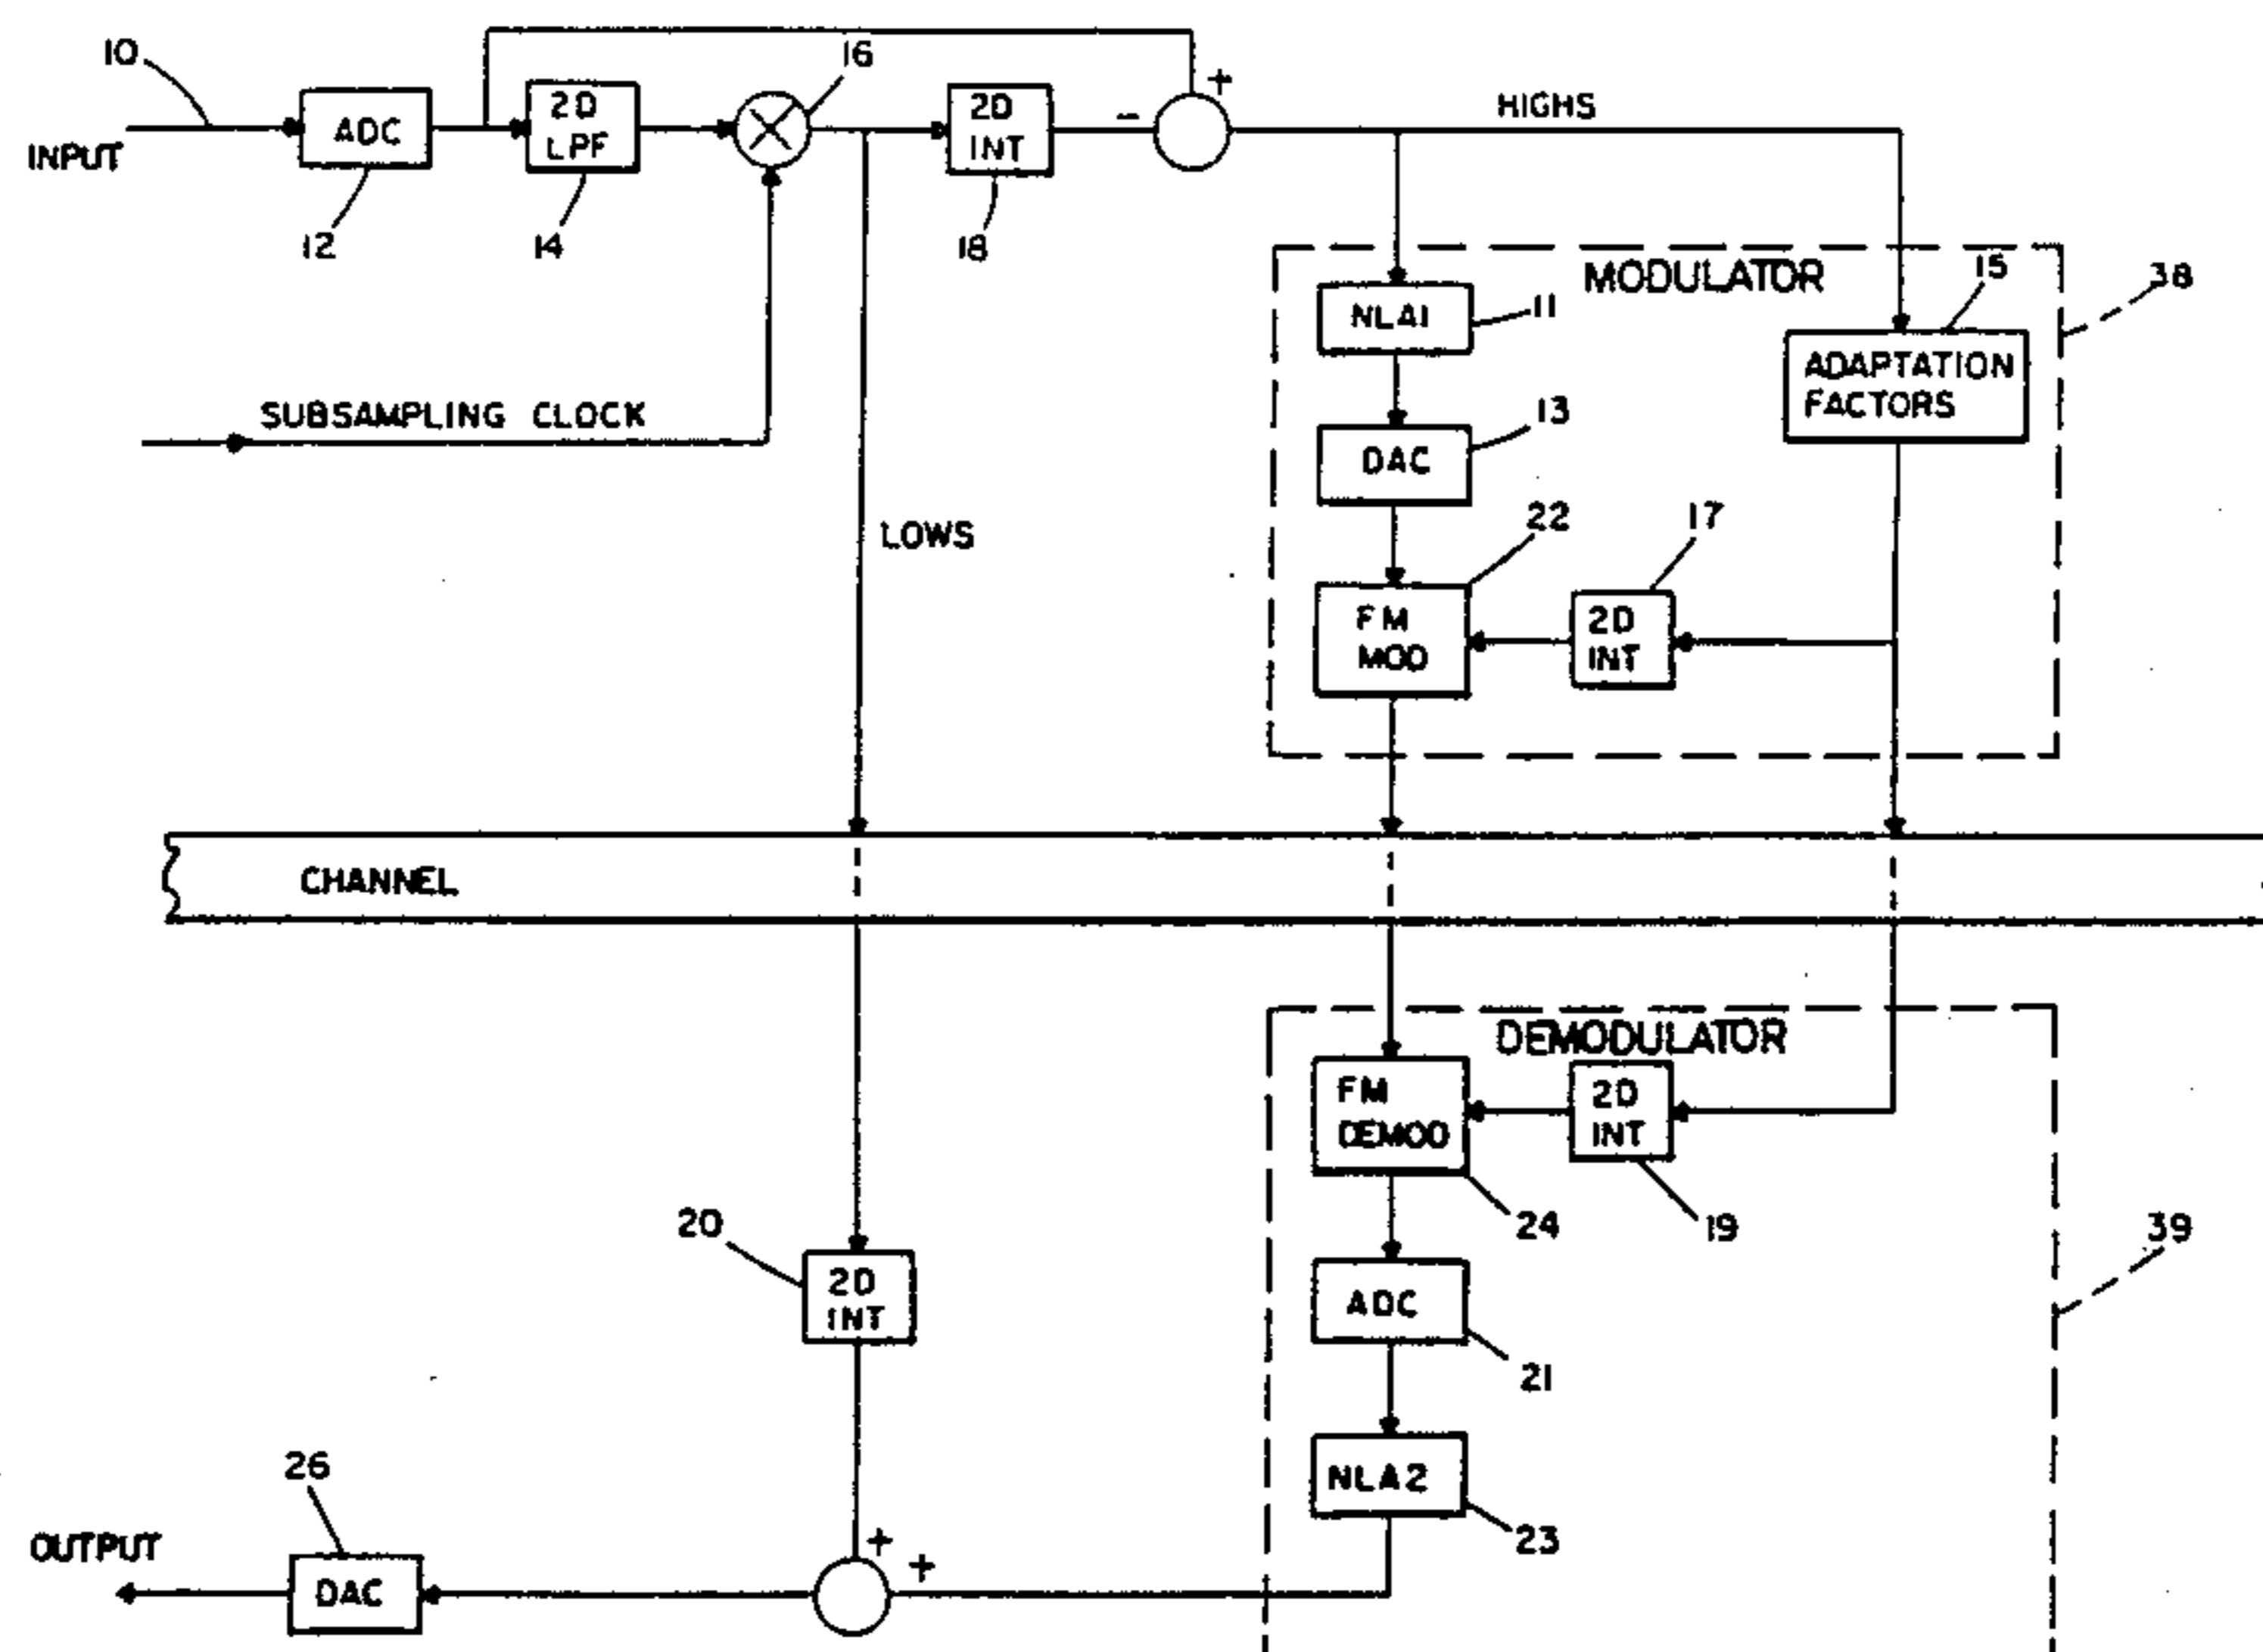 10
16
+
2D
LPF
ADC
2D
INT
-
HIGHS
INPUT
12
14
18
MODULATOR
15
38
NLA1
11
ADAPTATION
FACTORS
SUBSAMPLING CLOCK
13
DAC
22
17
LOWS
FM
MOD
2D
INT
CHANNEL
DEMODULATOR
FM
DEMOD
2D
INT
20
24
19
39
2D
INT
ADC
21
26
NLA2
23
OUTPUT
+
+
DAC